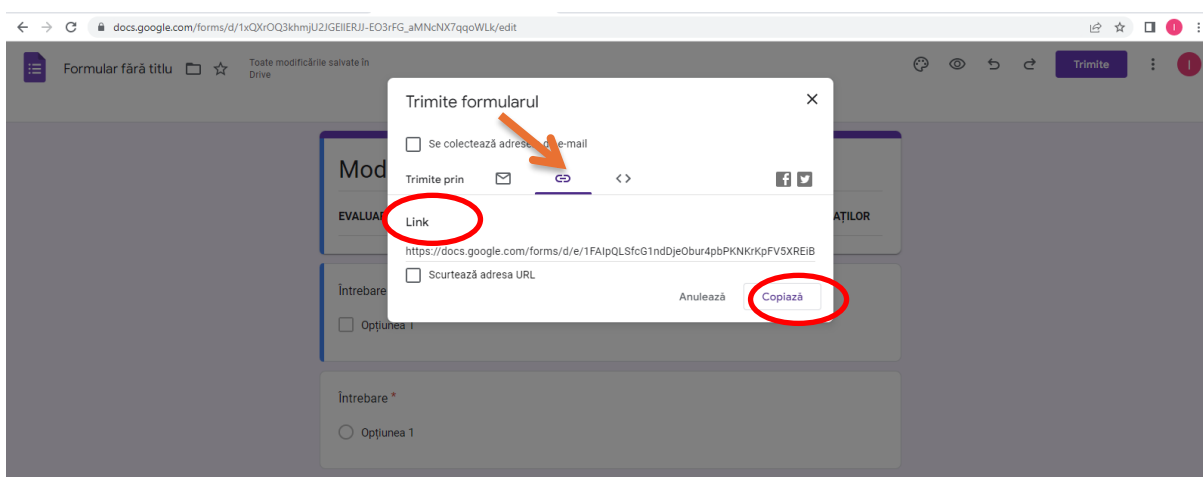 docs.google.com/forms/d/1xQXrOQ3khmjU2JGEIIERJJ-EO3rFG_aMNcNX7qqoWLk/edit
Formular fără titlu
Toate modificările salvate în
Drive
Trimite
I
I
Trimite formularul
Se colectează adresele de e-mail
Mod
Trimite prin
EVALUA
AȚILOR
Link
https://docs.google.com/forms/d/e/1FAIpQLSfcG1ndDjeObur4pbPKNKrKpFV5XREiB
Scurtează adresa URL
Întrebare
Anulează
Copiază
Opțiunea 1
Întrebare *
Opțiunea 1